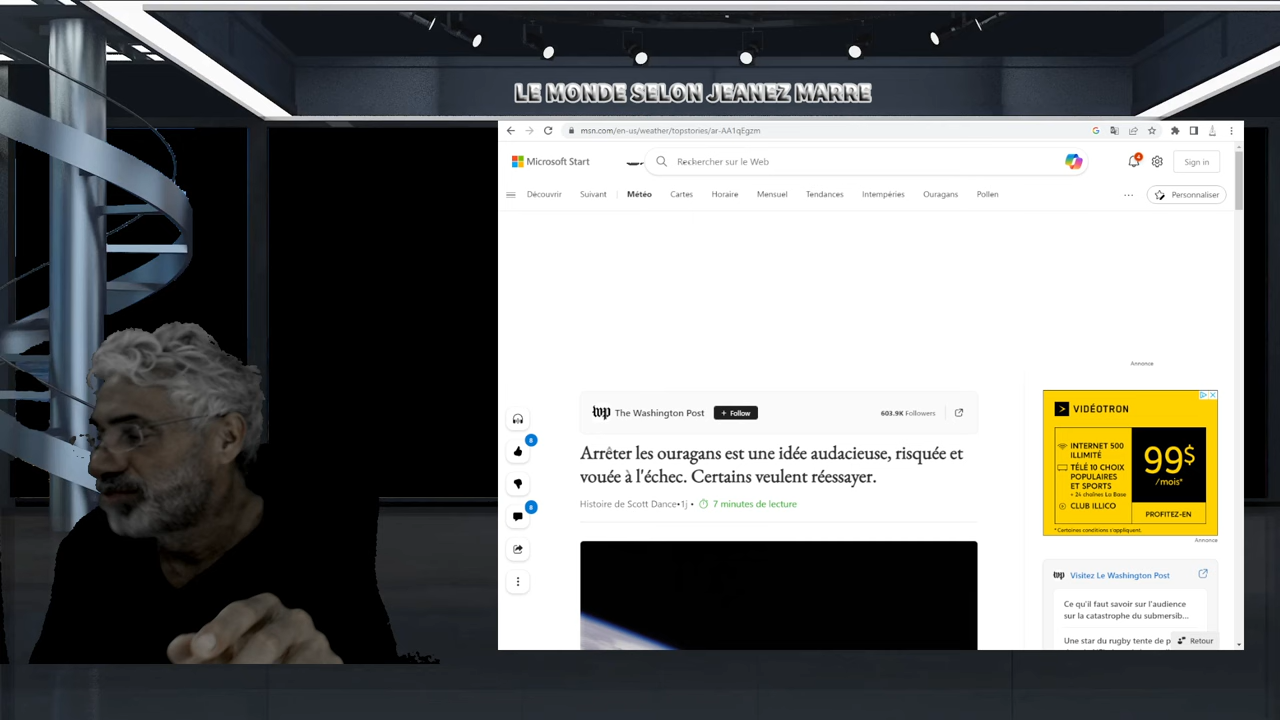 LE MONDE SELON JEANEZ MARRE
msn.com/en-us/weather/topstories/ar-AA1qEgzm
Microsoft Start
Rechercher sur le Web
4
Sign in
Découvrir Suivant Météo Cartes Horaire Mensuel Tendances Intempéries Ouragans Pollen
... Personnaliser
Annonce
The Washington Post + Follow 603.9K Followers
Arrêter les ouragans est une idée audacieuse, risquée et
vouée à l'échec. Certains veulent réessayer.
Histoire de Scott Dance•1j • 7 minutes de lecture
8
8
VIDÉOTRON
INTERNET 500
ILLIMITÉ
TÉLÉ 10 CHOIX
POPULAIRES
ET SPORTS
+ 24 chaînes La Base
CLUB ILLICO
99$
/mois*
PROFITEZ-EN
* Certaines conditions s'appliquent.
Annonce
wp Visitez Le Washington Post
Ce qu'il faut savoir sur l'audience
sur la catastrophe du submersib...
Une star du rugby tente de p
Retour